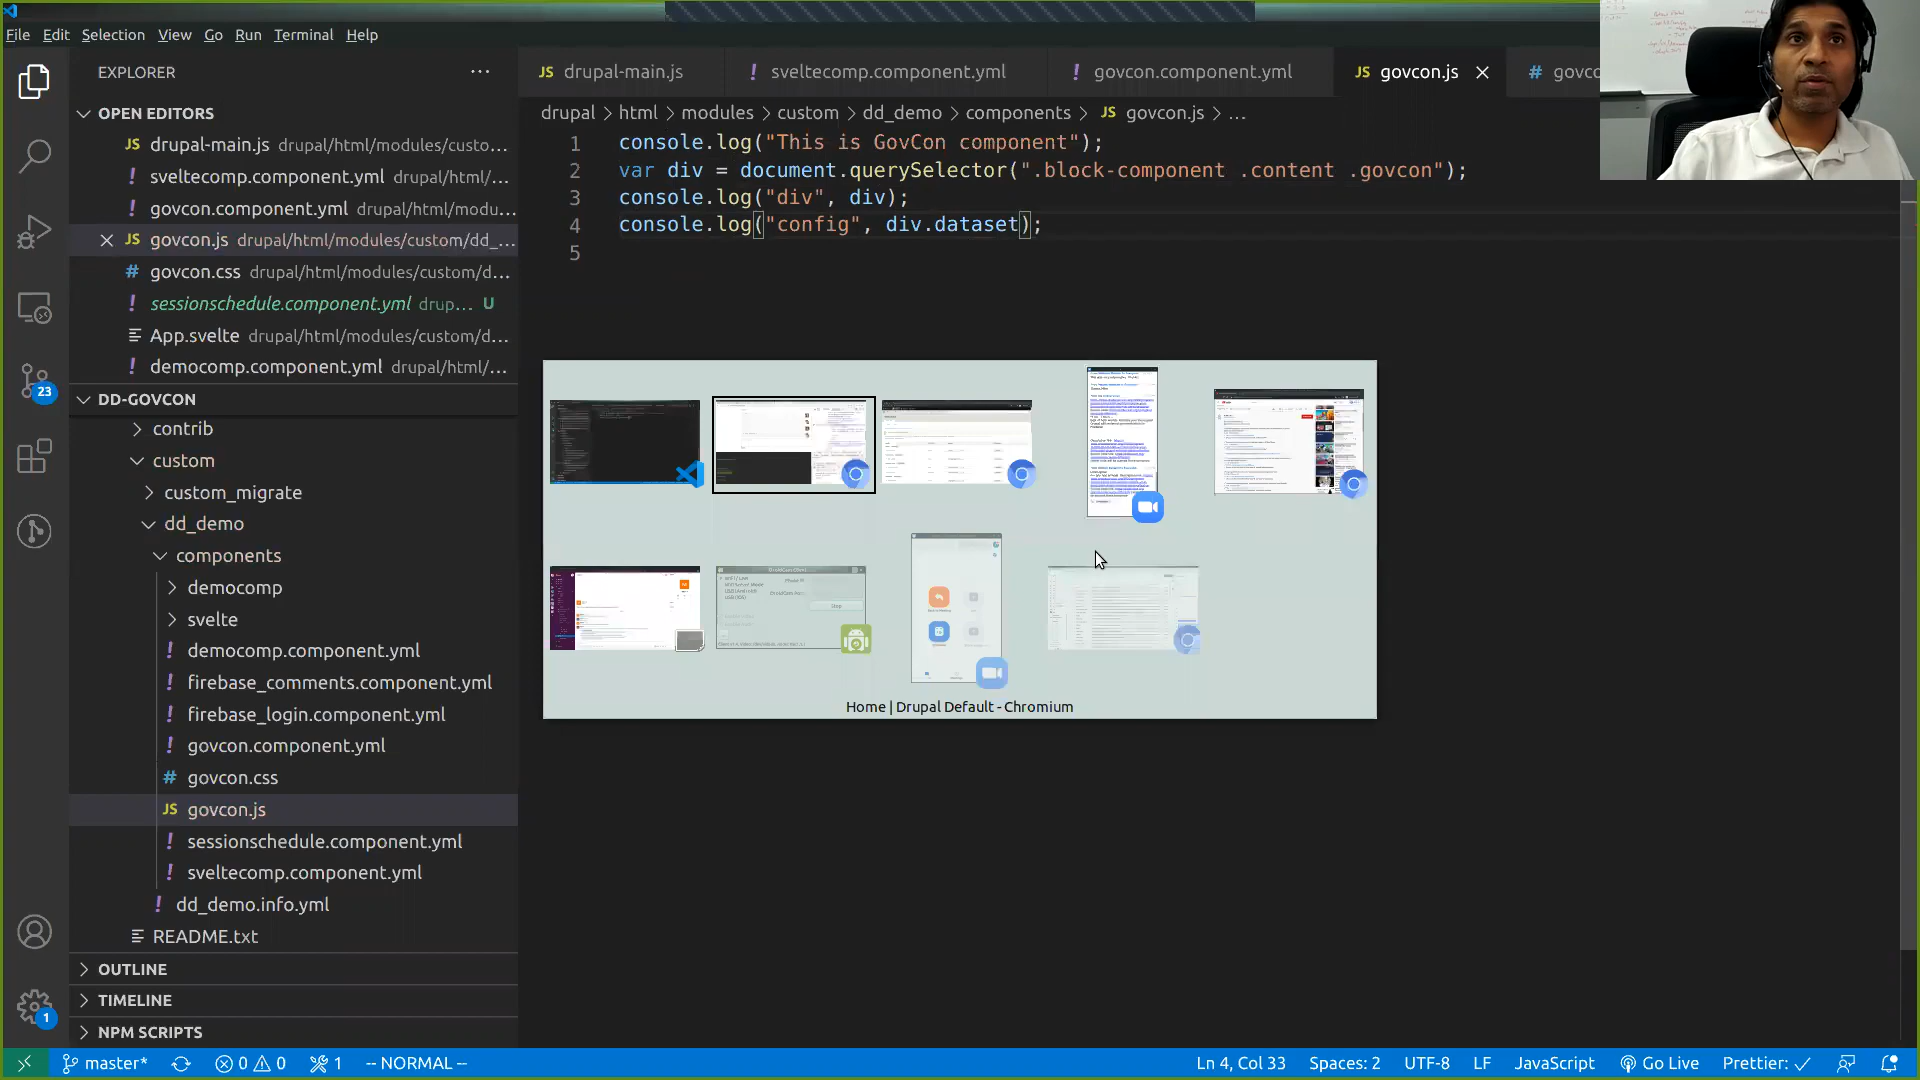 File Edit Selection View Go Run Terminal Help
EXPLORER
OPEN EDITORS
drupal-main.js drupal/html/modules/custo...
sveltecomp.component.yml drupal/html/...
govcon.component.yml drupal/html/modu...
govcon.js drupal/html/modules/custom/dd_...
govcon.css drupal/html/modules/custom/d...
sessionschedule.component.yml drup... U
App.svelte drupal/html/modules/custom/d...
democomp.component.yml drupal/html/...
23
DD-GOVCON
contrib
custom
custom_migrate
dd_demo
components
democomp
svelte
democomp.component.yml
firebase_comments.component.yml
firebase_login.component.yml
govcon.component.yml
govcon.css
govcon.js
sessionschedule.component.yml
sveltecomp.component.yml
dd_demo.info.yml
README.txt
OUTLINE
TIMELINE
NPM SCRIPTS
1
drupal-main.js sveltecomp.component.yml govcon.component.yml govcon.js govco
drupal > html > modules > custom > dd_demo > components > JS govcon.js > ...
1 console.log("This is GovCon component");
2 var div = document.querySelector(".block-component .content .govcon");
3 console.log("div", div);
4 console.log("config", div.dataset);
5
Home | Drupal Default - Chromium
master* 0 0 1 -- NORMAL -- Ln 4, Col 33 Spaces: 2 UTF-8 LF JavaScript Go Live Prettier: ✓